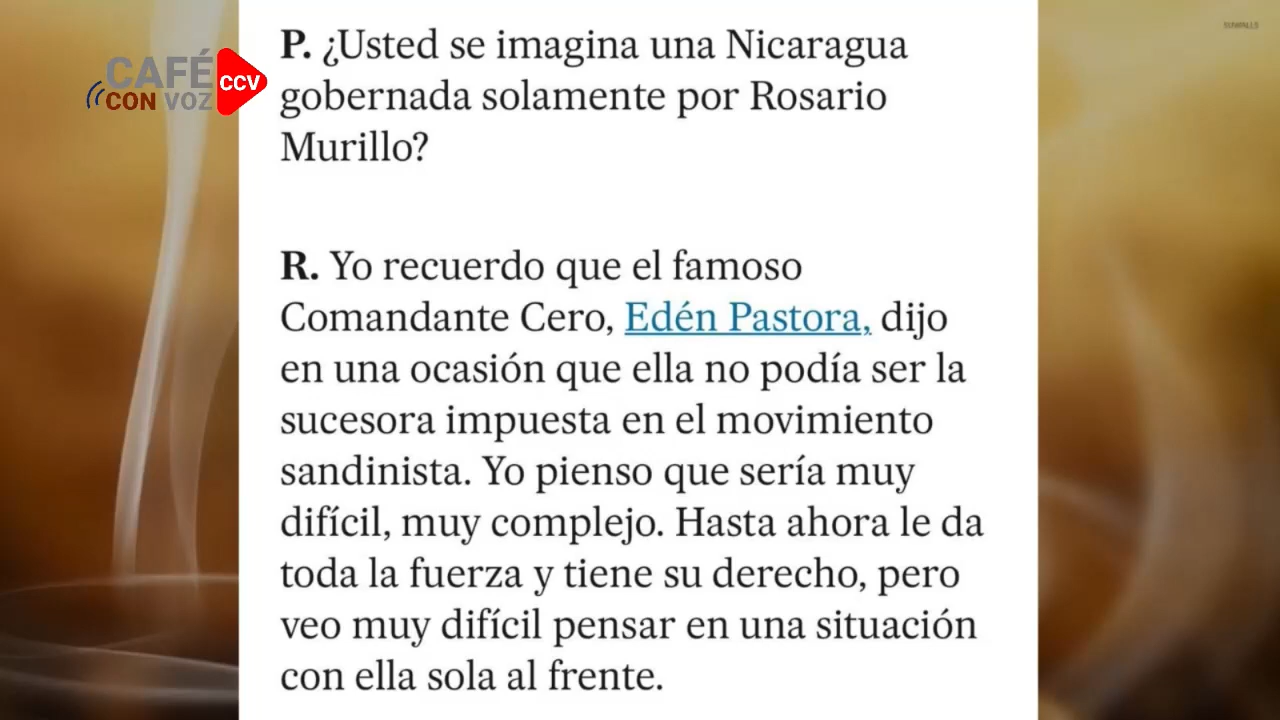 CAFÉ
CON VOZ
CCV
P. ¿Usted se imagina una Nicaragua
gobernada solamente por Rosario
Murillo?
R. Yo recuerdo que el famoso
Comandante Cero, Edén Pastora, dijo
en una ocasión que ella no podía ser la
sucesora impuesta en el movimiento
sandinista. Yo pienso que sería muy
difícil, muy complejo. Hasta ahora le da
toda la fuerza y tiene su derecho, pero
veo muy difícil pensar en una situación
con ella sola al frente.